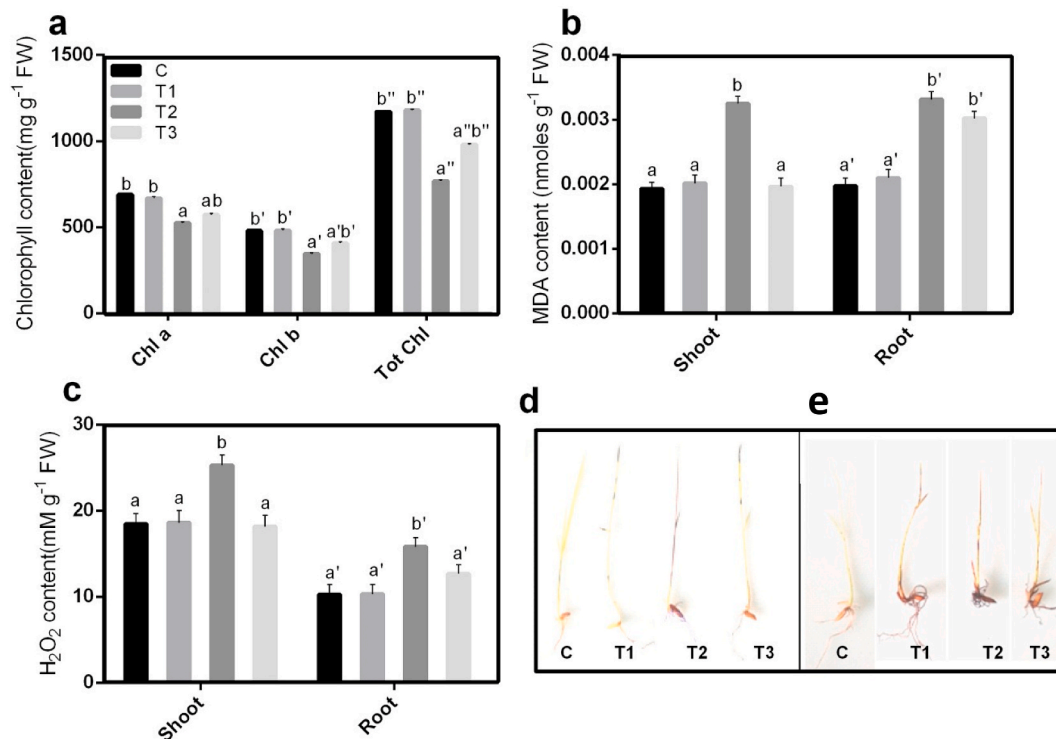 a
Chlorophyll content(mg g⁻¹ FW)
1500
1000
500
0
C
T1
T2
T3
b b a ab
b' b' a' a'b'
b'' b'' a'' a''b''
Chl a
Chl b
Tot Chl
b
MDA content (nmoles g⁻¹ FW)
0.004
0.003
0.002
0.001
0.000
a a b a
a' a' b' b'
Shoot
Root
c
H₂O₂ content(mM g⁻¹ FW)
30
20
10
0
a a b a
a' a' b' a'
Shoot
Root
d
C T1 T2 T3
e
C T1 T2 T3